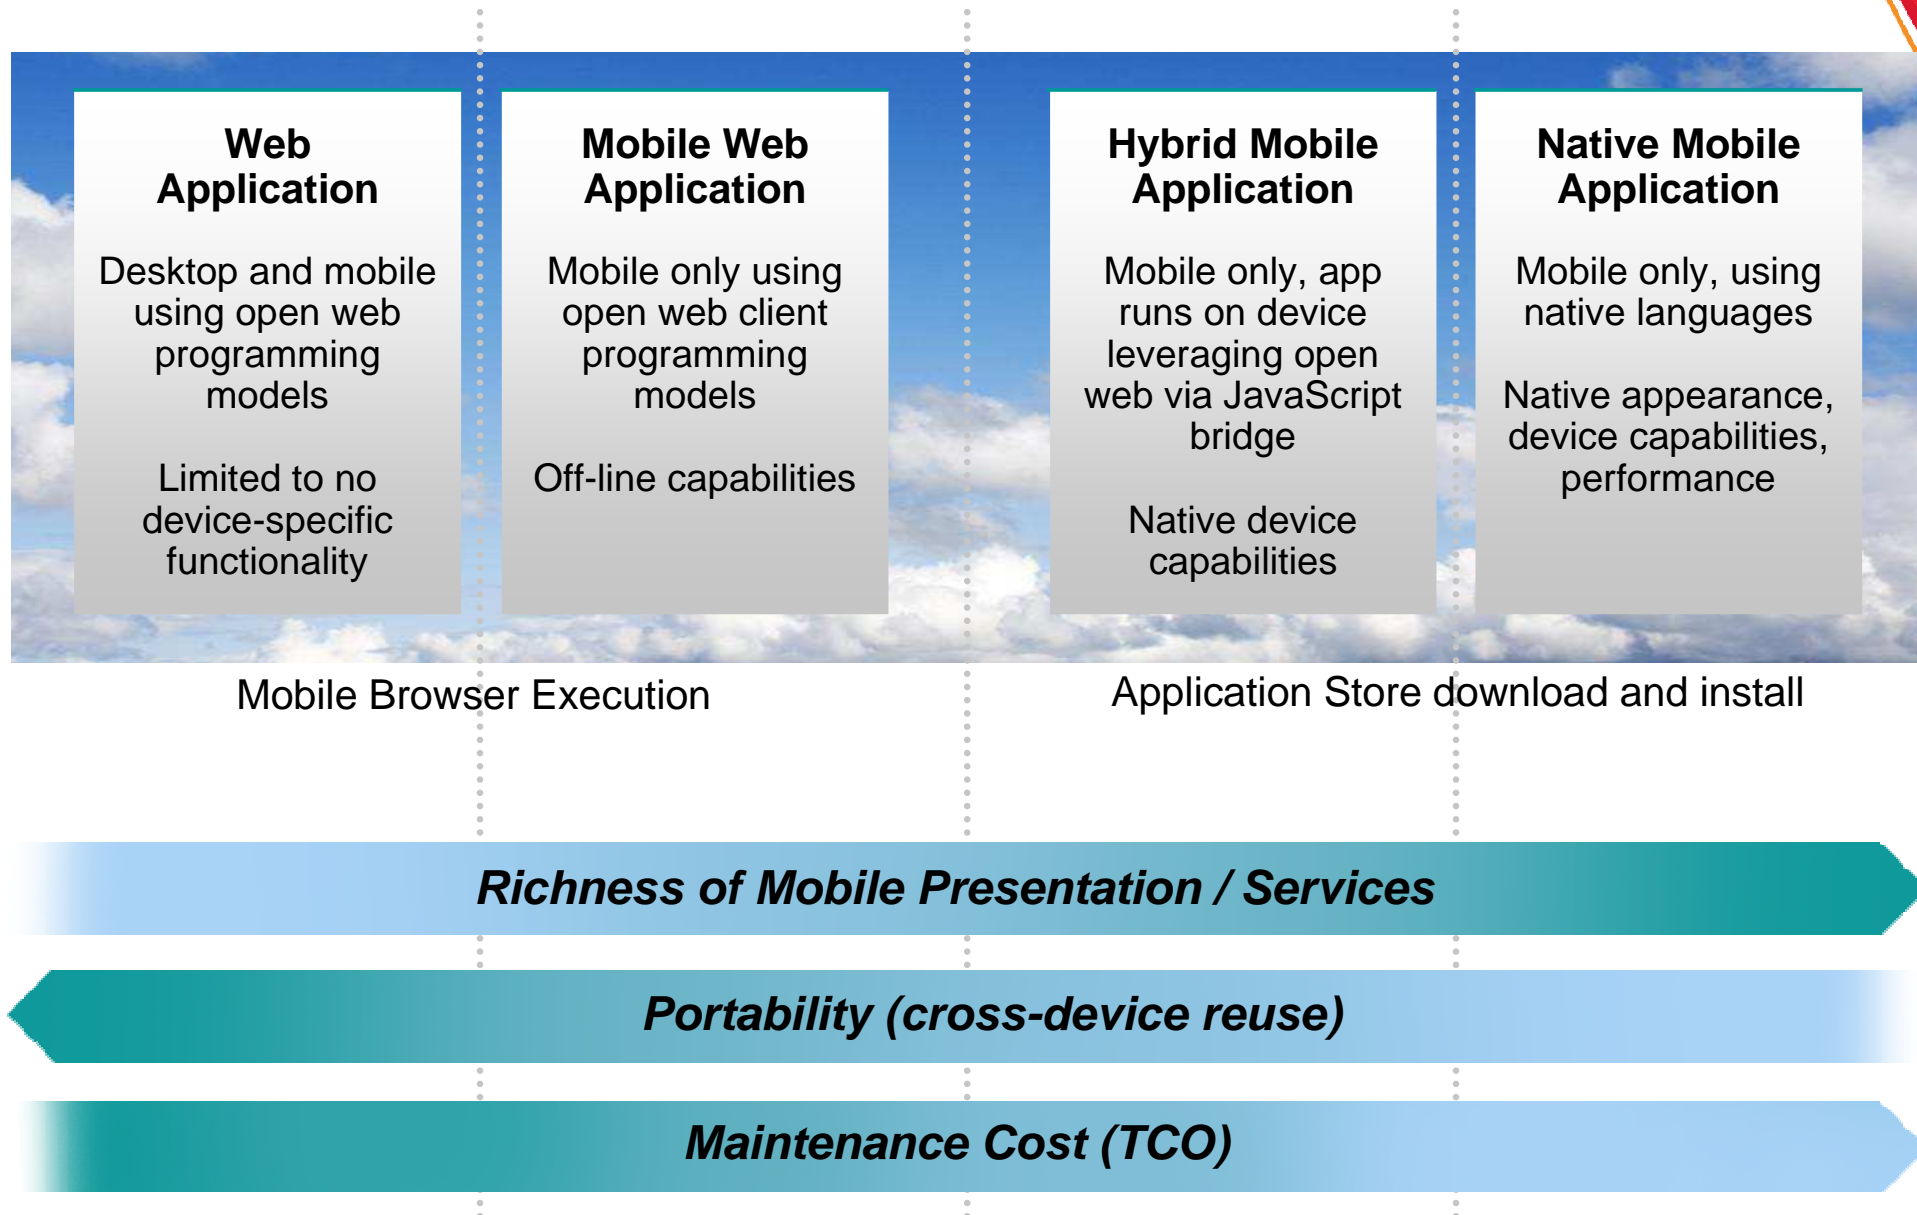 Web
Application
Desktop and mobile
using open web
programming
models
Limited to no
device-specific
functionality
Mobile Web
Application
Mobile only using
open web client
programming
models
Off-line capabilities
Hybrid Mobile
Application
Mobile only, app
runs on device
leveraging open
web via JavaScript
bridge
Native device
capabilities
Native Mobile
Application
Mobile only, using
native languages
Native appearance,
device capabilities,
performance
Mobile Browser Execution
Application Store download and install
Richness of Mobile Presentation / Services
Portability (cross-device reuse)
Maintenance Cost (TCO)